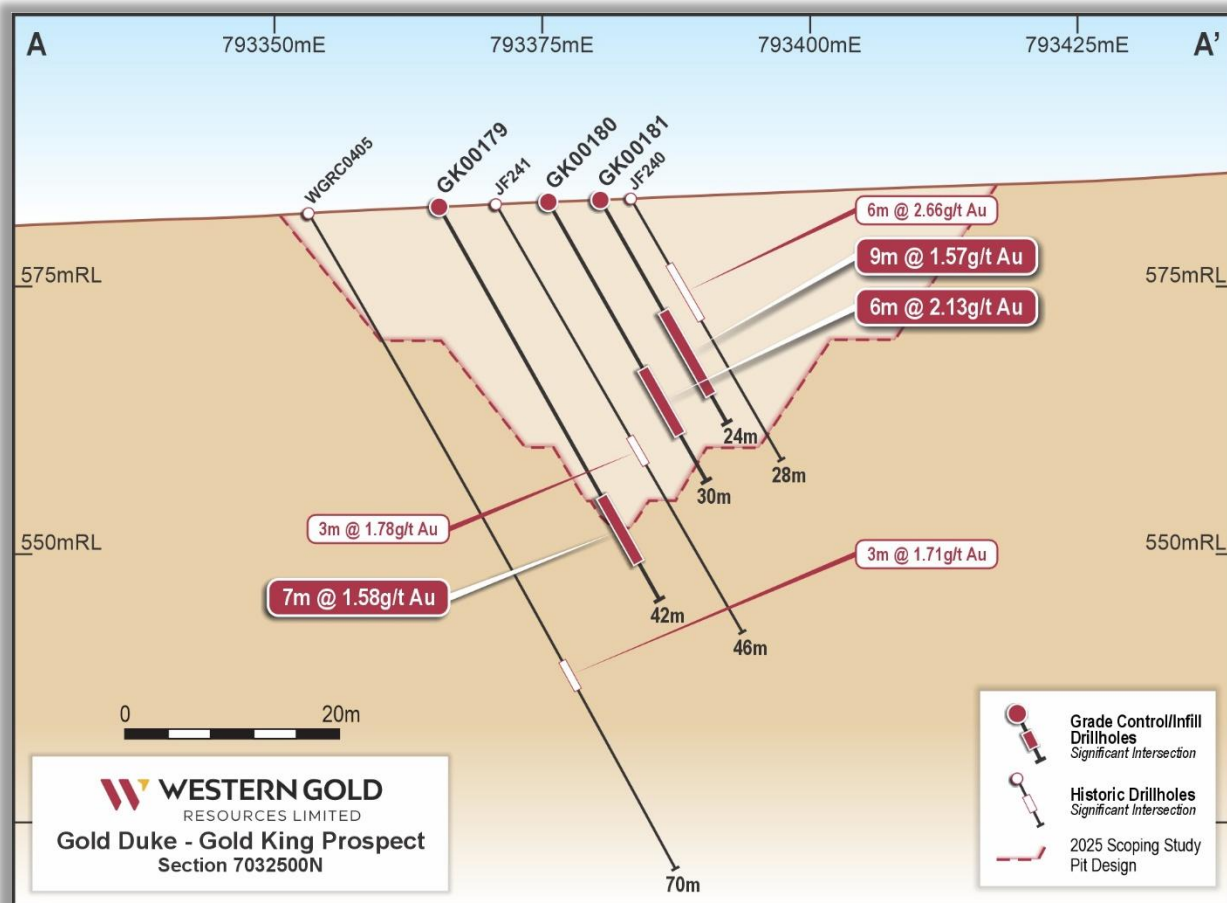 A
793350mE
793375mE
793400mE
793425mE
A'
WGRC0405
GK00179
JF241
GK00180
GK00181
JF240
6m @ 2.66g/t Au
9m @ 1.57g/t Au
6m @ 2.13g/t Au
575mRL
575mRL
24m
28m
30m
3m @ 1.78g/t Au
550mRL
550mRL
3m @ 1.71g/t Au
7m @ 1.58g/t Au
42m
46m
70m
0
20m
WESTERN GOLD
RESOURCES LIMITED
Gold Duke - Gold King Prospect
Section 7032500N
Grade Control/Infill
Drillholes
Significant Intersection
Historic Drillholes
Significant Intersection
2025 Scoping Study
Pit Design